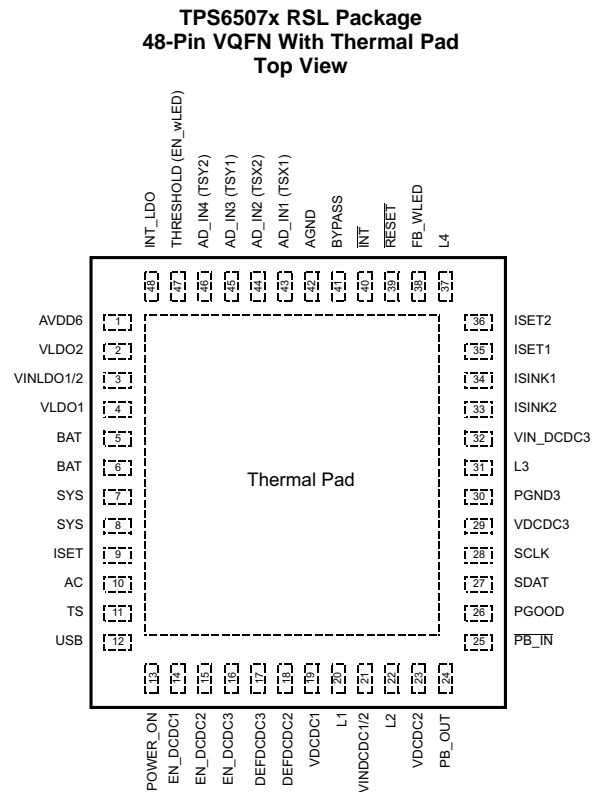 TPS6507x RSL Package
48-Pin VQFN With Thermal Pad
Top View
INT_LDO
THRESHOLD (EN_wLED)
AD_IN4 (TSY2)
AD_IN3 (TSY1)
AD_IN2 (TSX2)
AD_IN1 (TSX1)
AGND
BYPASS
INT
RESET
FB_WLED
L4
48
47
46
45
44
43
42
41
40
39
38
37
AVDD6 1
VLDO2 2
VINLDO1/2 3
VLDO1 4
BAT 5
BAT 6
SYS 7
SYS 8
ISET 9
AC 10
TS 11
USB 12
Thermal Pad
36 ISET2
35 ISET1
34 ISINK1
33 ISINK2
32 VIN_DCDC3
31 L3
30 PGND3
29 VDCDC3
28 SCLK
27 SDAT
26 PGOOD
25 PB_IN
13
14
15
16
17
18
19
20
21
22
23
24
POWER_ON
EN_DCDC1
EN_DCDC2
EN_DCDC3
DEFDCDC3
DEFDCDC2
VDCDC1
L1
VINDCDC1/2
L2
VDCDC2
PB_OUT